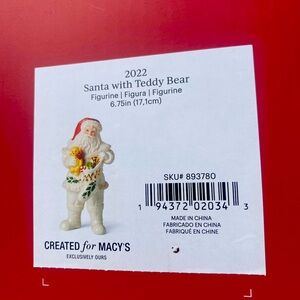 2022
Santa with Teddy Bear
Figurine | Figura | Figurine
6.75in (17,1cm)
SKU# 893780
1 94372 02034 3
MADE IN CHINA
FABRICADO EN CHINA
FABRIQUÉ EN CHINE
CREATED for MACY'S
EXCLUSIVELY OURS